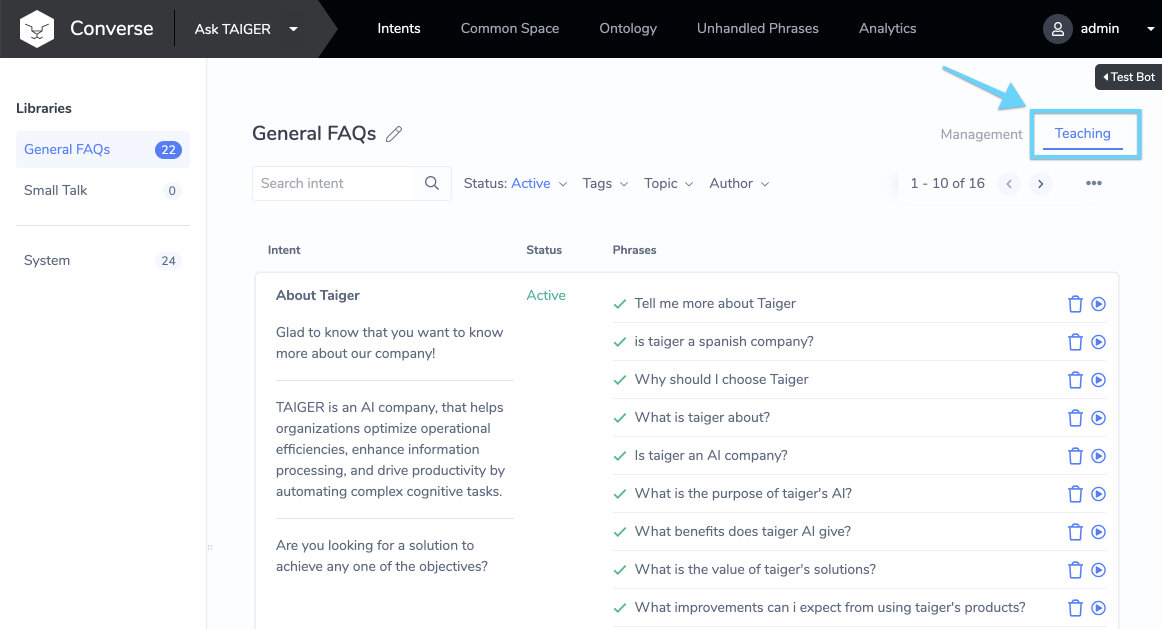 Converse
Ask TAIGER
Intents
Common Space
Ontology
Unhandled Phrases
Analytics
admin
Test Bot
Libraries
General FAQs 22
Small Talk 0
System 24
General FAQs
Management
Teaching
Search intent
Status: Active
Tags
Topic
Author
1 - 10 of 16
Intent
Status
Phrases
About Taiger
Glad to know that you want to know
more about our company!
TAIGER is an AI company, that helps
organizations optimize operational
efficiencies, enhance information
processing, and drive productivity by
automating complex cognitive tasks.
Are you looking for a solution to
achieve any one of the objectives?
Active
Tell me more about Taiger
is taiger a spanish company?
Why should I choose Taiger
What is taiger about?
Is taiger an AI company?
What is the purpose of taiger's AI?
What benefits does taiger AI give?
What is the value of taiger's solutions?
What improvements can i expect from using taiger's products?